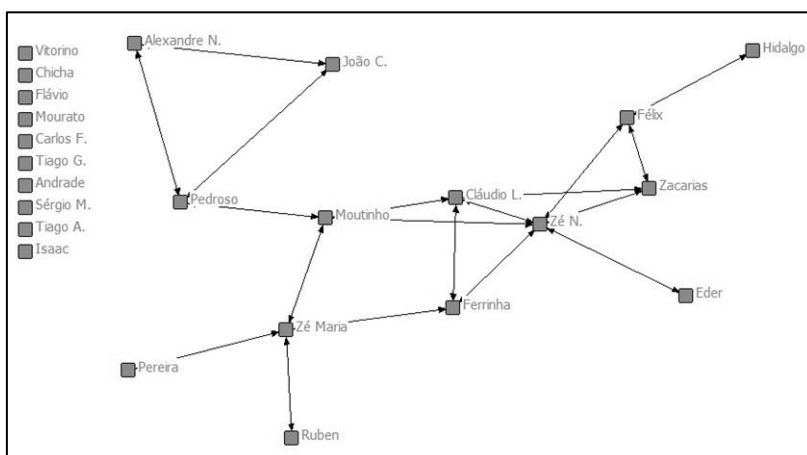 Vitorino
Chicha
Flávio
Mourato
Carlos F.
Tiago G.
Andrade
Sérgio M.
Tiago A.
Isaac
Alexandre N.
João C.
Hidalgo
Félix
Zacarias
Cláudio L.
Pedroso
Moutinho
Zé N.
Eder
Ferrinha
Zé Maria
Pereira
Ruben